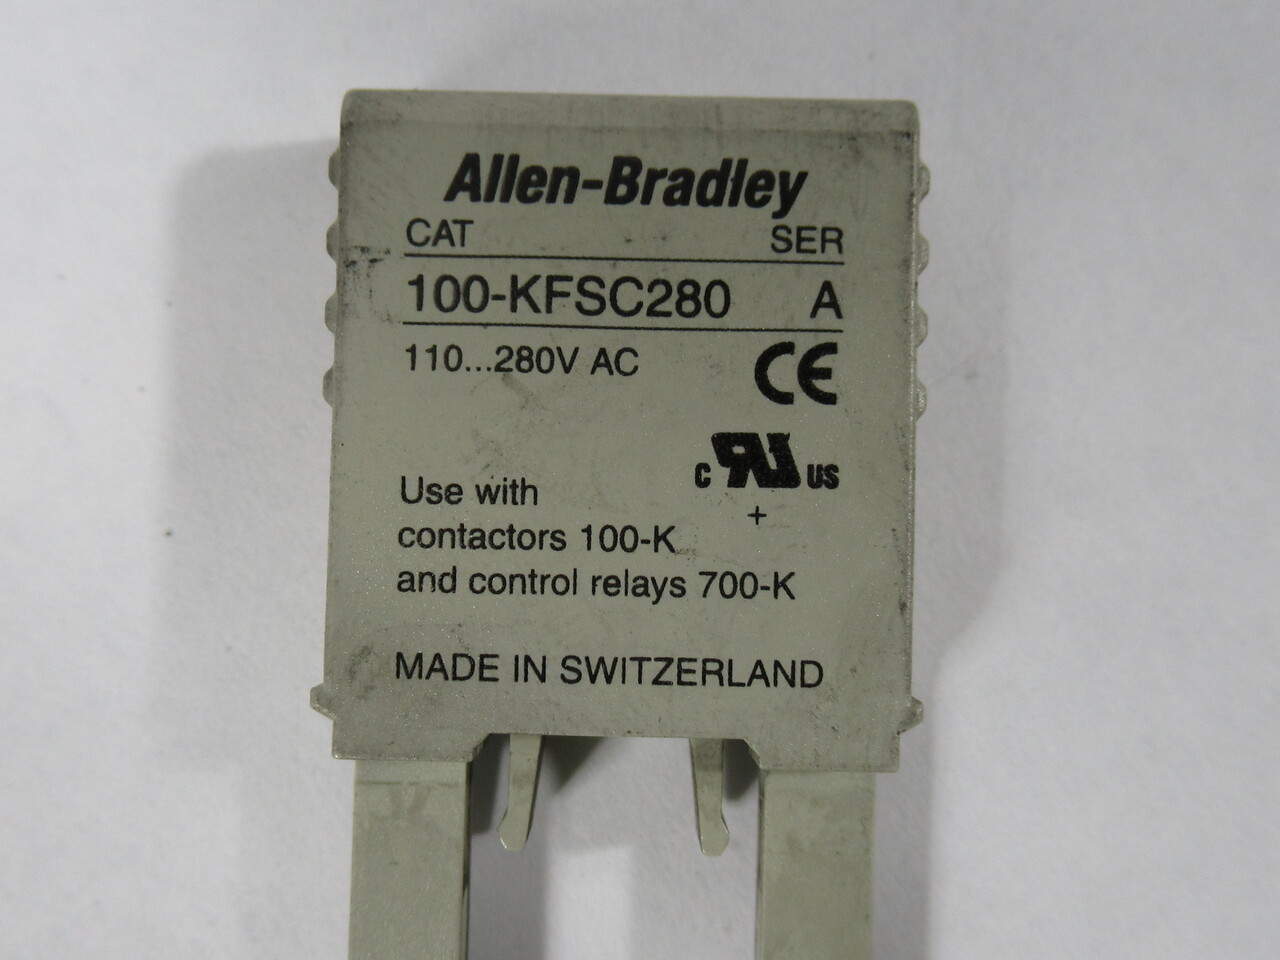 Allen-Bradley
CAT SER
100-KFSC280 A
110...280V AC CE
c RU US
+
Use with
contactors 100-K
and control relays 700-K
MADE IN SWITZERLAND